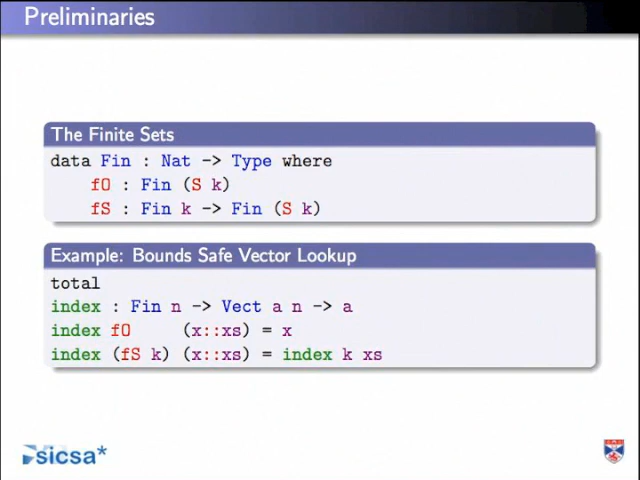 Preliminaries
The Finite Sets
data Fin : Nat -> Type where
fO : Fin (S k)
fS : Fin k -> Fin (S k)
Example: Bounds Safe Vector Lookup
total
index : Fin n -> Vect a n -> a
index fO (x::xs) = x
index (fS k) (x::xs) = index k xs
sicsa*